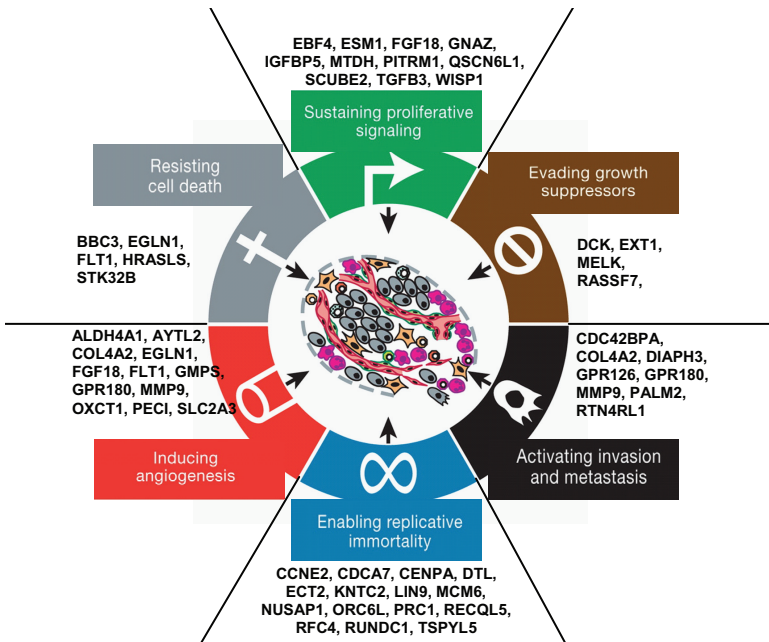 EBF4, ESM1, FGF18, GNAZ,
IGFBP5, MTDH, PITRM1, QSCN6L1,
SCUBE2, TGFB3, WISP1
Sustaining proliferative
signaling
Resisting
cell death
Evading growth
suppressors
BBC3, EGLN1,
FLT1, HRASLS,
STK32B
DCK, EXT1,
MELK,
RASSF7,
ALDH4A1, AYTL2,
COL4A2, EGLN1,
FGF18, FLT1, GMPS,
GPR180, MMP9,
OXCT1, PECI, SLC2A3
CDC42BPA,
COL4A2, DIAPH3,
GPR126, GPR180,
MMP9, PALM2,
RTN4RL1
Inducing
angiogenesis
Activating invasion
and metastasis
Enabling replicative
immortality
CCNE2, CDCA7, CENPA, DTL,
ECT2, KNTC2, LIN9, MCM6,
NUSAP1, ORC6L, PRC1, RECQL5,
RFC4, RUNDC1, TSPYL5